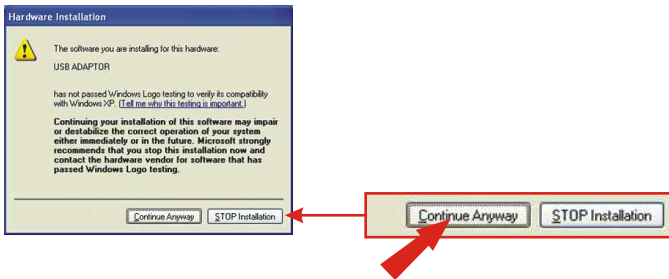 Hardware Installation
The software you are installing for this hardware:
USB ADAPTOR
has not passed Windows Logo testing to verify its compatibility
with Windows XP. (Tell me why this testing is important.)
Continuing your installation of this software may impair
or destabilize the correct operation of your system
either immediately or in the future. Microsoft strongly
recommends that you stop this installation now and
contact the hardware vendor for software that has
passed Windows Logo testing.
Continue Anyway STOP Installation
Continue Anyway STOP Installation